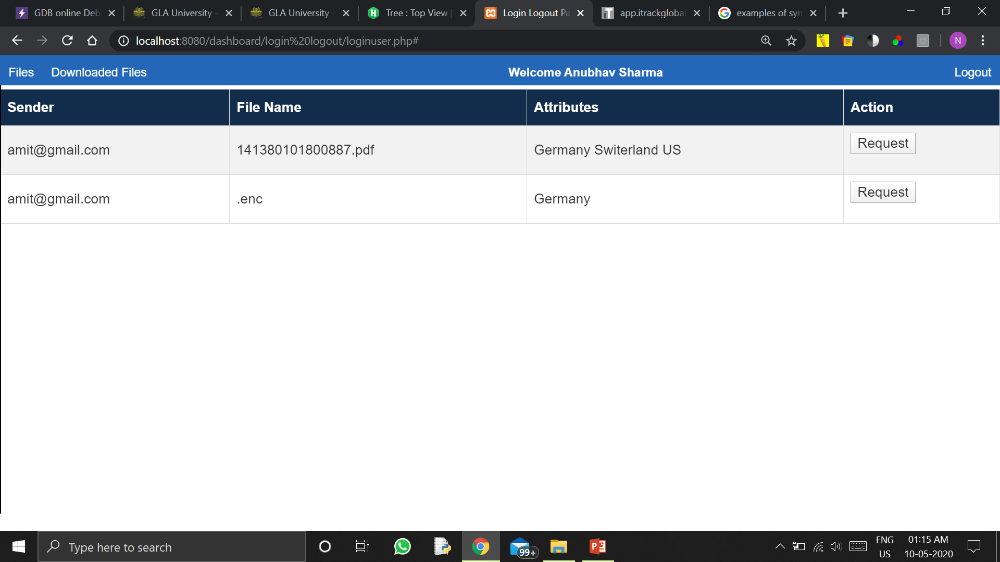 GDB online Deb
GLA University -
GLA University -
Tree : Top View |
Login Logout Pa
app.itrackglobal
examples of sym
localhost:8080/dashboard/login%20logout/loginuser.php#
N
Files Downloaded Files Welcome Anubhav Sharma Logout
Sender File Name Attributes Action
amit@gmail.com 141380101800887.pdf Germany Switerland US Request
amit@gmail.com .enc Germany Request
Type here to search
99+
ENG 01:15 AM
US 10-05-2020